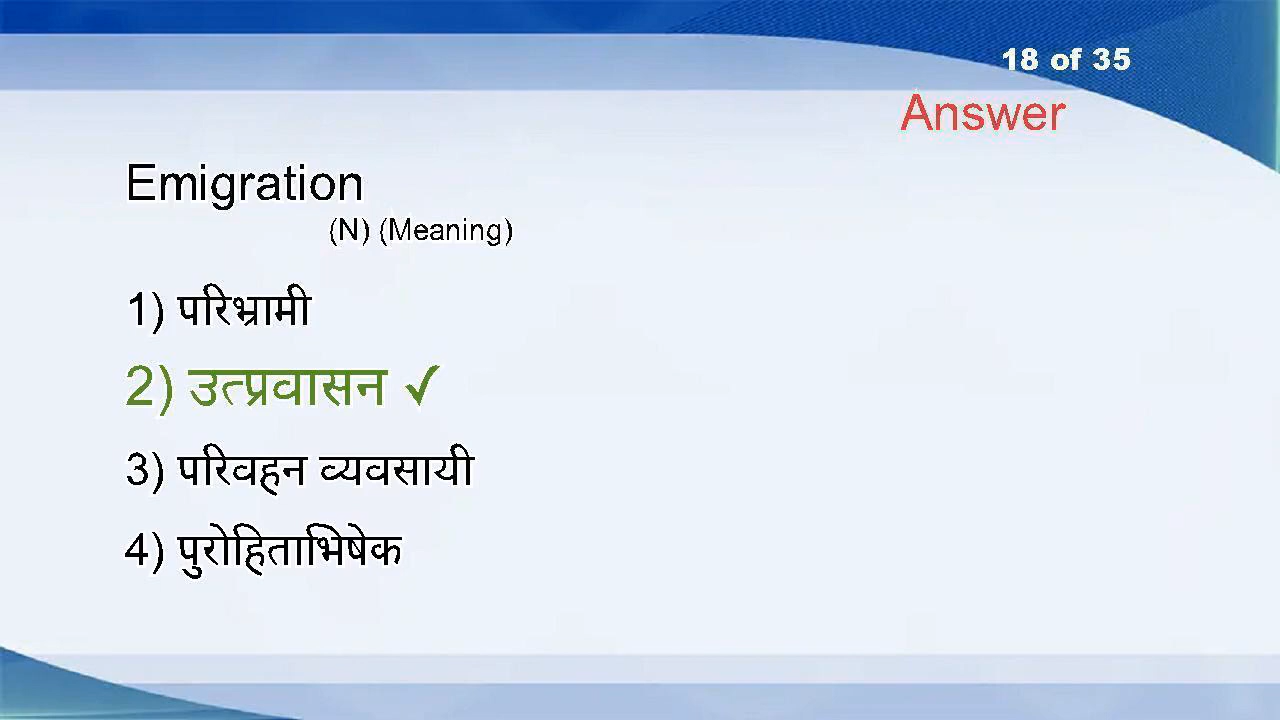 18 of 35
Answer
Emigration
(N) (Meaning)
1) परिभ्रामी
2) उत्प्रवासन ✓
3) परिवहन व्यवसायी
4) पुरोहिताभिषेक